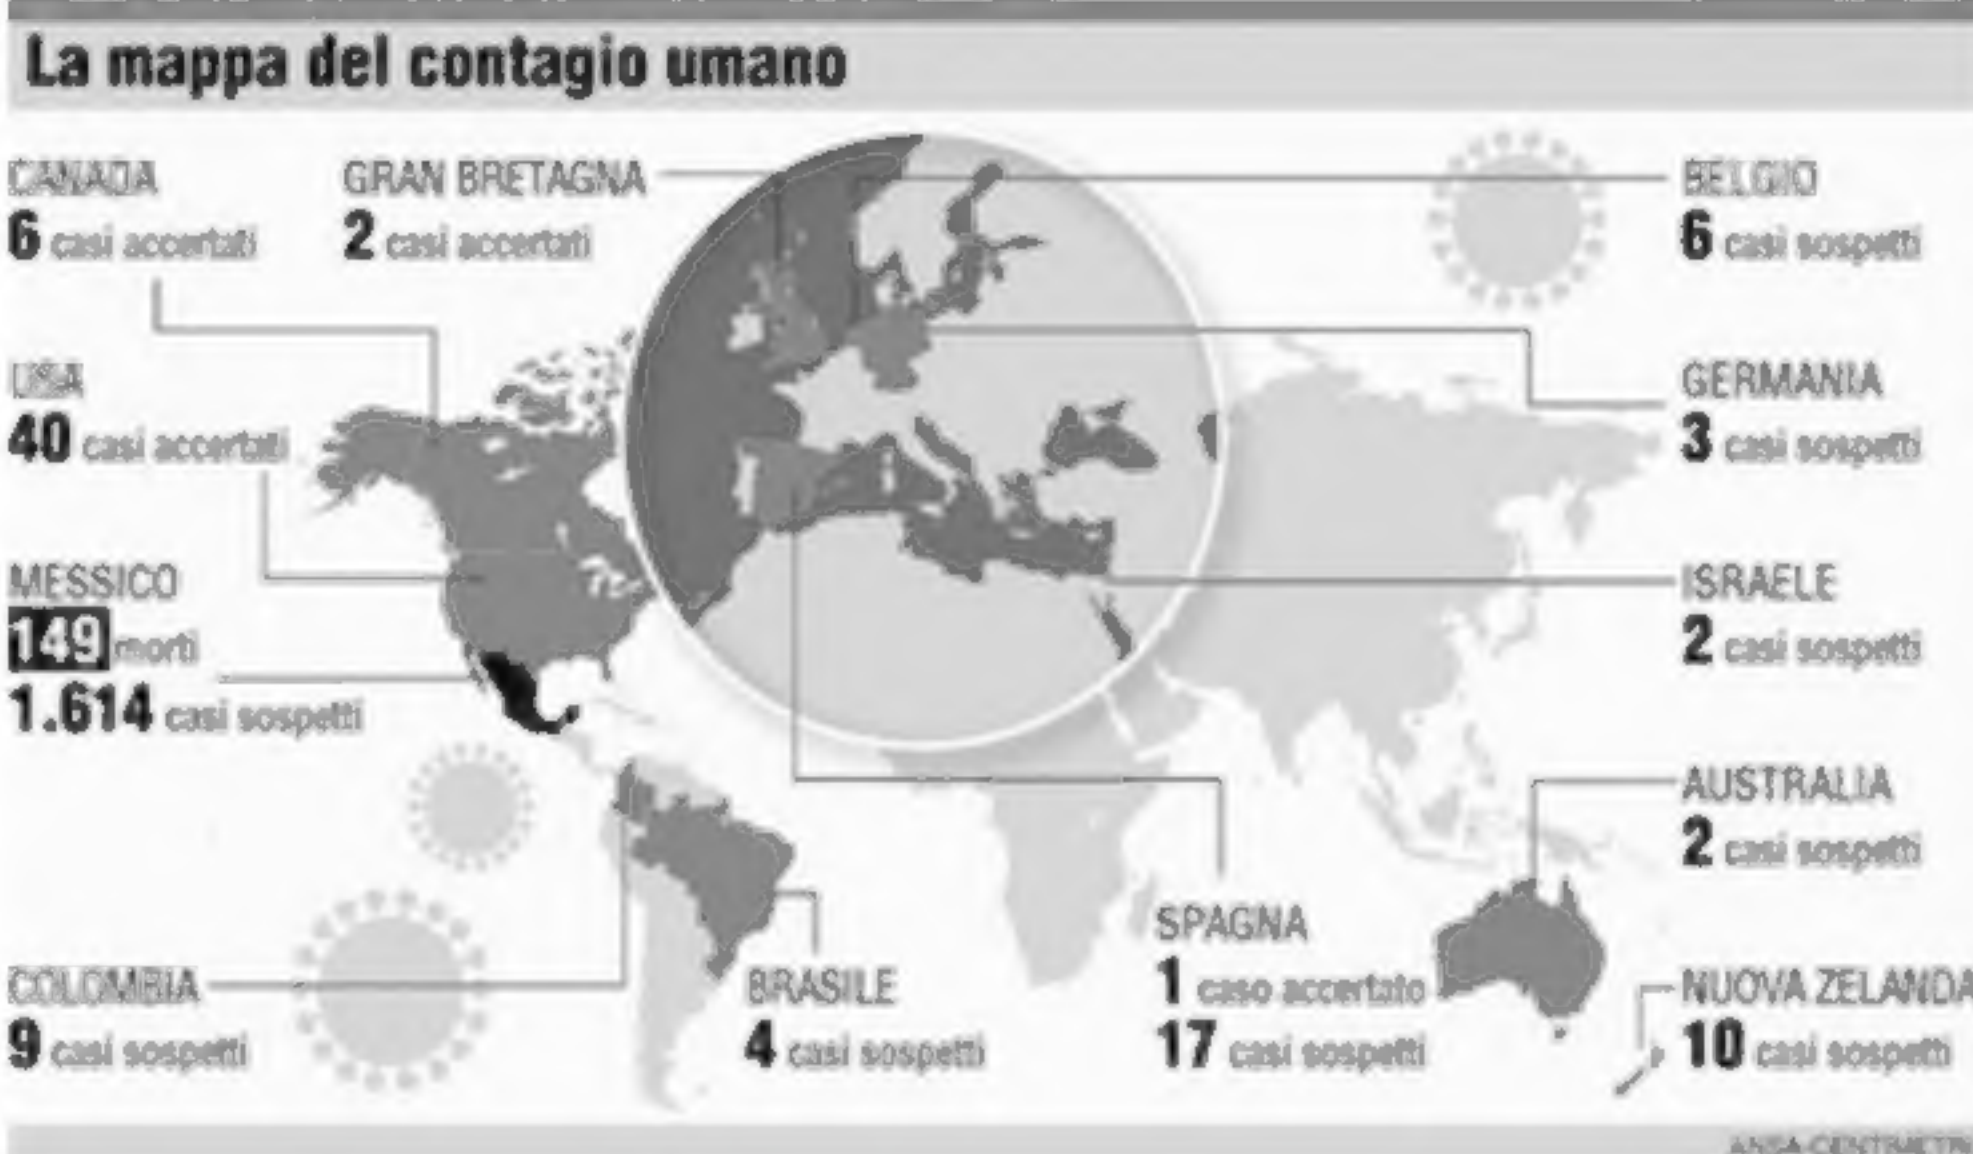 La mappa del contagio umano
CANADA
6 casi accertati
GRAN BRETAGNA
2 casi accertati
BELGIO
6 casi sospetti
USA
40 casi accertati
GERMANIA
3 casi sospetti
MESSICO
149 morti
1.614 casi sospetti
ISRAELE
2 casi sospetti
AUSTRALIA
2 casi sospetti
COLOMBIA
9 casi sospetti
BRASILE
4 casi sospetti
SPAGNA
1 caso accertato
17 casi sospetti
NUOVA ZELANDA
10 casi sospetti
ANSA-CENTIMETRI